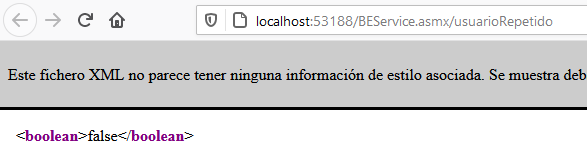 localhost:53188/BEService.asmx/usuarioRepetido
Este fichero XML no parece tener ninguna información de estilo asociada. Se muestra deb
<boolean>false</boolean>